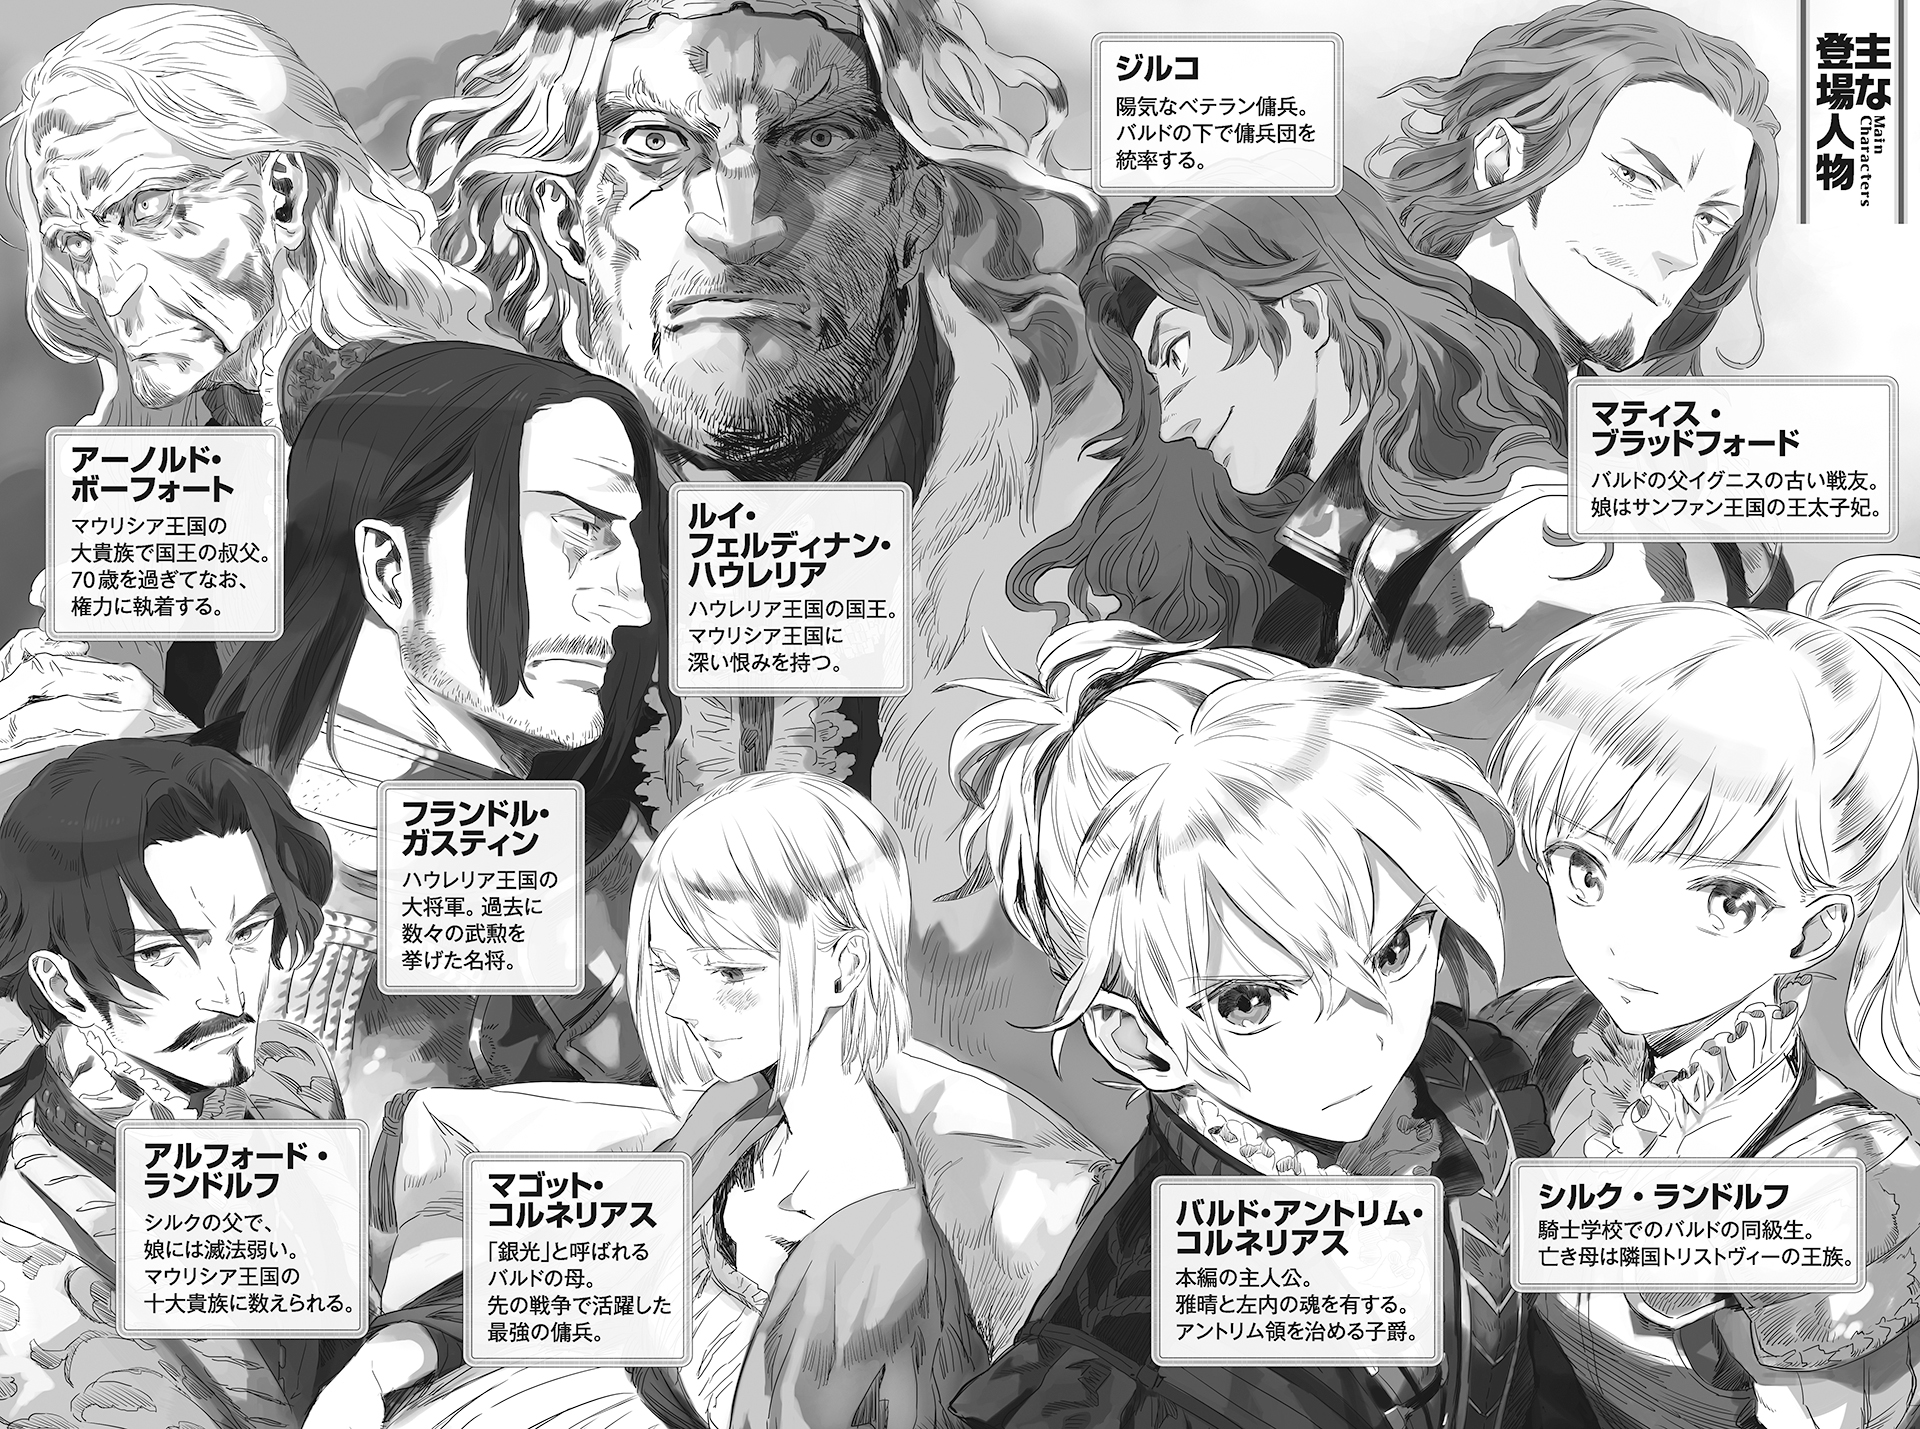 主な
登場人物
Main
Characters
ジルコ
陽気なベテラン傭兵。
バルドの下で傭兵団を
統率する。
マティス・
ブラッドフォード
バルドの父イグニスの古い戦友。
娘はサンファン王国の王太子妃。
シルク・ランドルフ
騎士学校でのバルドの同級生。
亡き母は隣国トリストヴィーの王族。
バルド・アントリム・
コルネリアス
本編の主人公。
雅晴と左内の魂を有する。
アントリム領を治める子爵。
ルイ・
フェルディナン・
ハウレリア
ハウレリア王国の国王。
マウリシア王国に
深い恨みを持つ。
マゴット・
コルネリアス
「銀光」と呼ばれる
バルドの母。
先の戦争で活躍した
最強の傭兵。
フランドル・
ガスティン
ハウレリア王国の
大将軍。過去に
数々の武勲を
挙げた名将。
アーノルド・
ボーフォート
マウリシア王国の
大貴族で国王の叔父。
70歳を過ぎてなお、
権力に執着する。
アルフォード・
ランドルフ
シルクの父で、
娘には滅法弱い。
マウリシア王国の
十大貴族に数えられる。